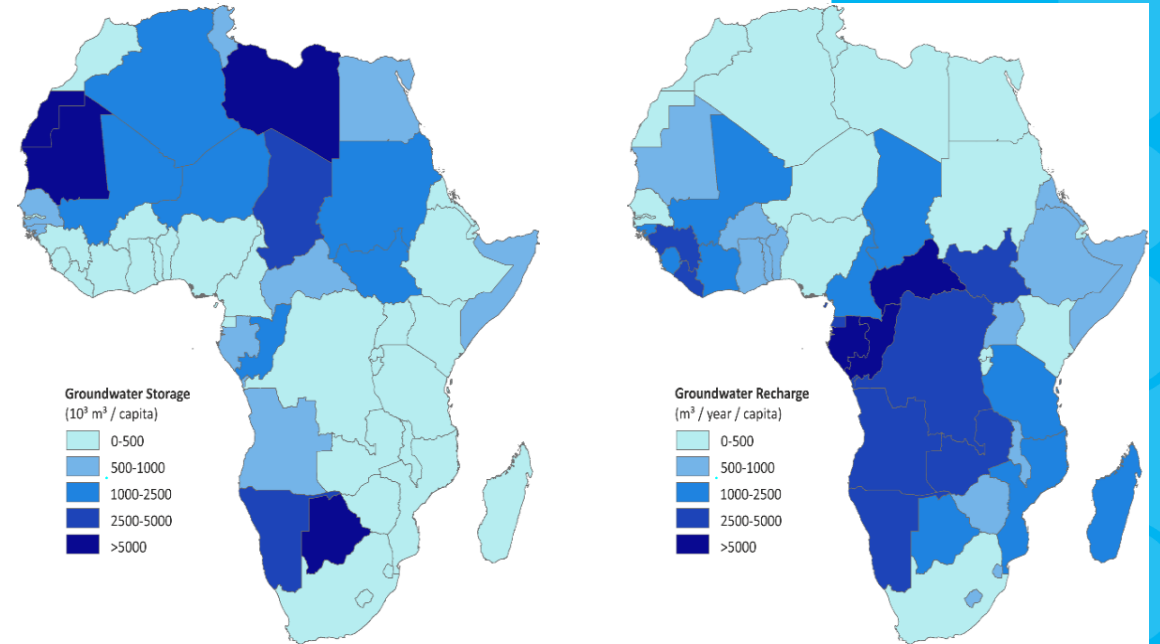 Groundwater Storage
(10³ m³ / capita)
0-500
500-1000
1000-2500
2500-5000
>5000
Groundwater Recharge
(m³ / year / capita)
0-500
500-1000
1000-2500
2500-5000
>5000